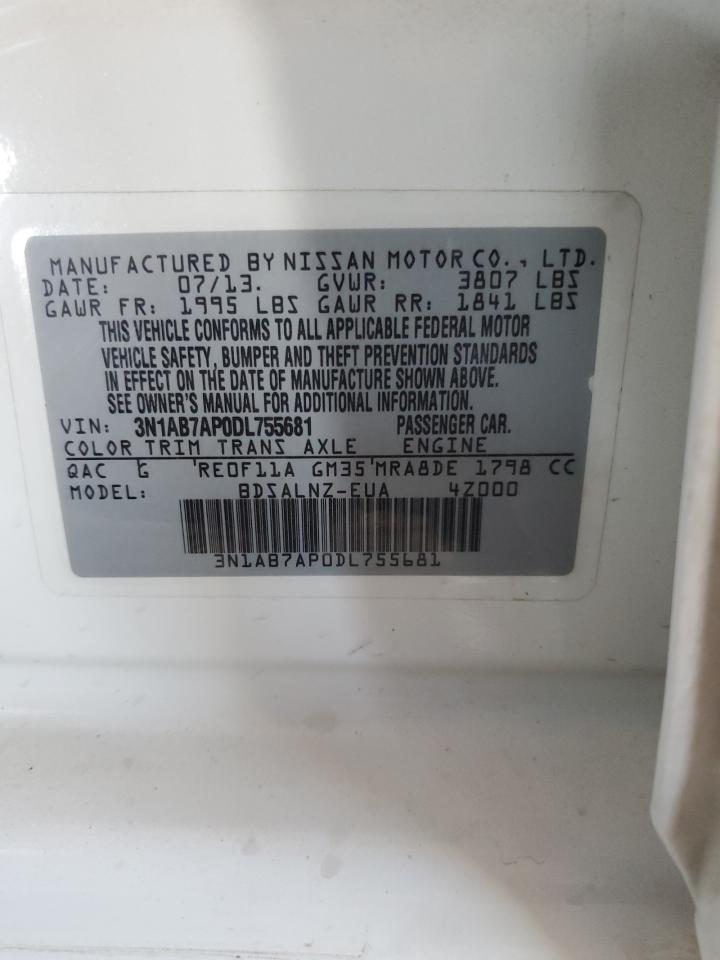 MANUFACTURED BY NISSAN MOTOR CO., LTD.
DATE: 07/13. GVWR: 3807 LBS
GAWR FR: 1995 LBS GAWR RR: 1841 LBS
THIS VEHICLE CONFORMS TO ALL APPLICABLE FEDERAL MOTOR
VEHICLE SAFETY, BUMPER AND THEFT PREVENTION STANDARDS
IN EFFECT ON THE DATE OF MANUFACTURE SHOWN ABOVE.
SEE OWNER'S MANUAL FOR ADDITIONAL INFORMATION.
VIN: 3N1AB7AP0DL755681 PASSENGER CAR.
COLOR TRIM TRANS AXLE ENGINE
QAC G RE0F11A GM35 MRA8DE 1798 CC
MODEL: BDSALNZ-EUA 4Z000
3N1AB7AP0DL755681